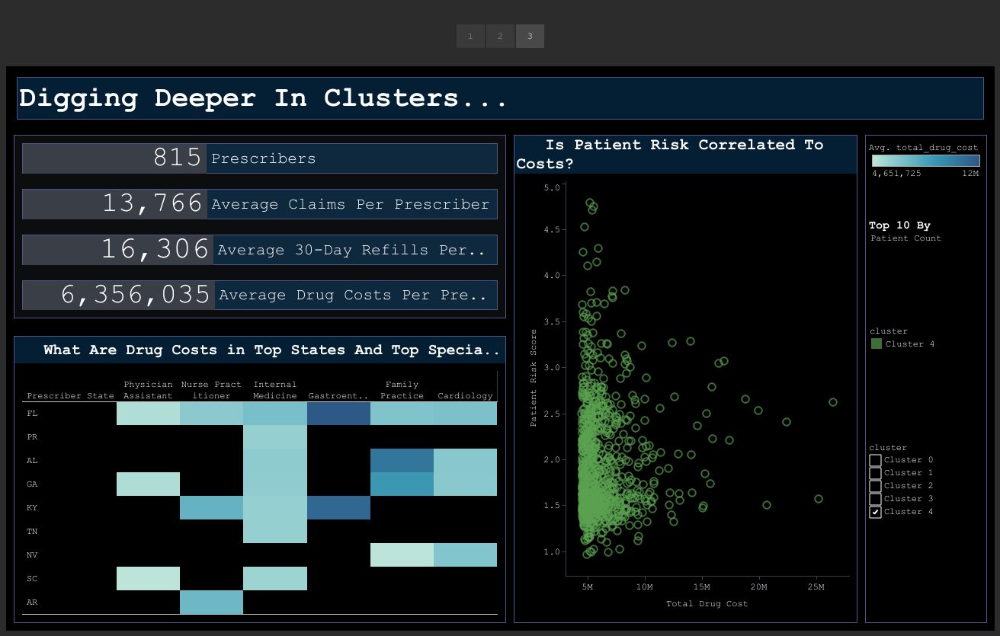 1 2 3
Digging Deeper In Clusters...
815 Prescribers
13,766 Average Claims Per Prescriber
16,306 Average 30-Day Refills Per..
6,356,035 Average Drug Costs Per Pre..
What Are Drug Costs in Top States And Top Specia..
Physician Nurse Pract Internal Family
Prescriber State Assistant itioner Medicine Gastroent.. Practice Cardiology
FL
PR
AL
GA
KY
TN
NV
SC
AR
Is Patient Risk Correlated To
Costs?
5.0
4.5
4.0
3.5
3.0
2.5
2.0
1.5
1.0
Patient Risk Score
5M 10M 15M 20M 25M
Total Drug Cost
Avg. total_drug_cost
4,651,725 12M
Top 10 By
Patient Count
cluster
Cluster 4
cluster
Cluster 0
Cluster 1
Cluster 2
Cluster 3
Cluster 4